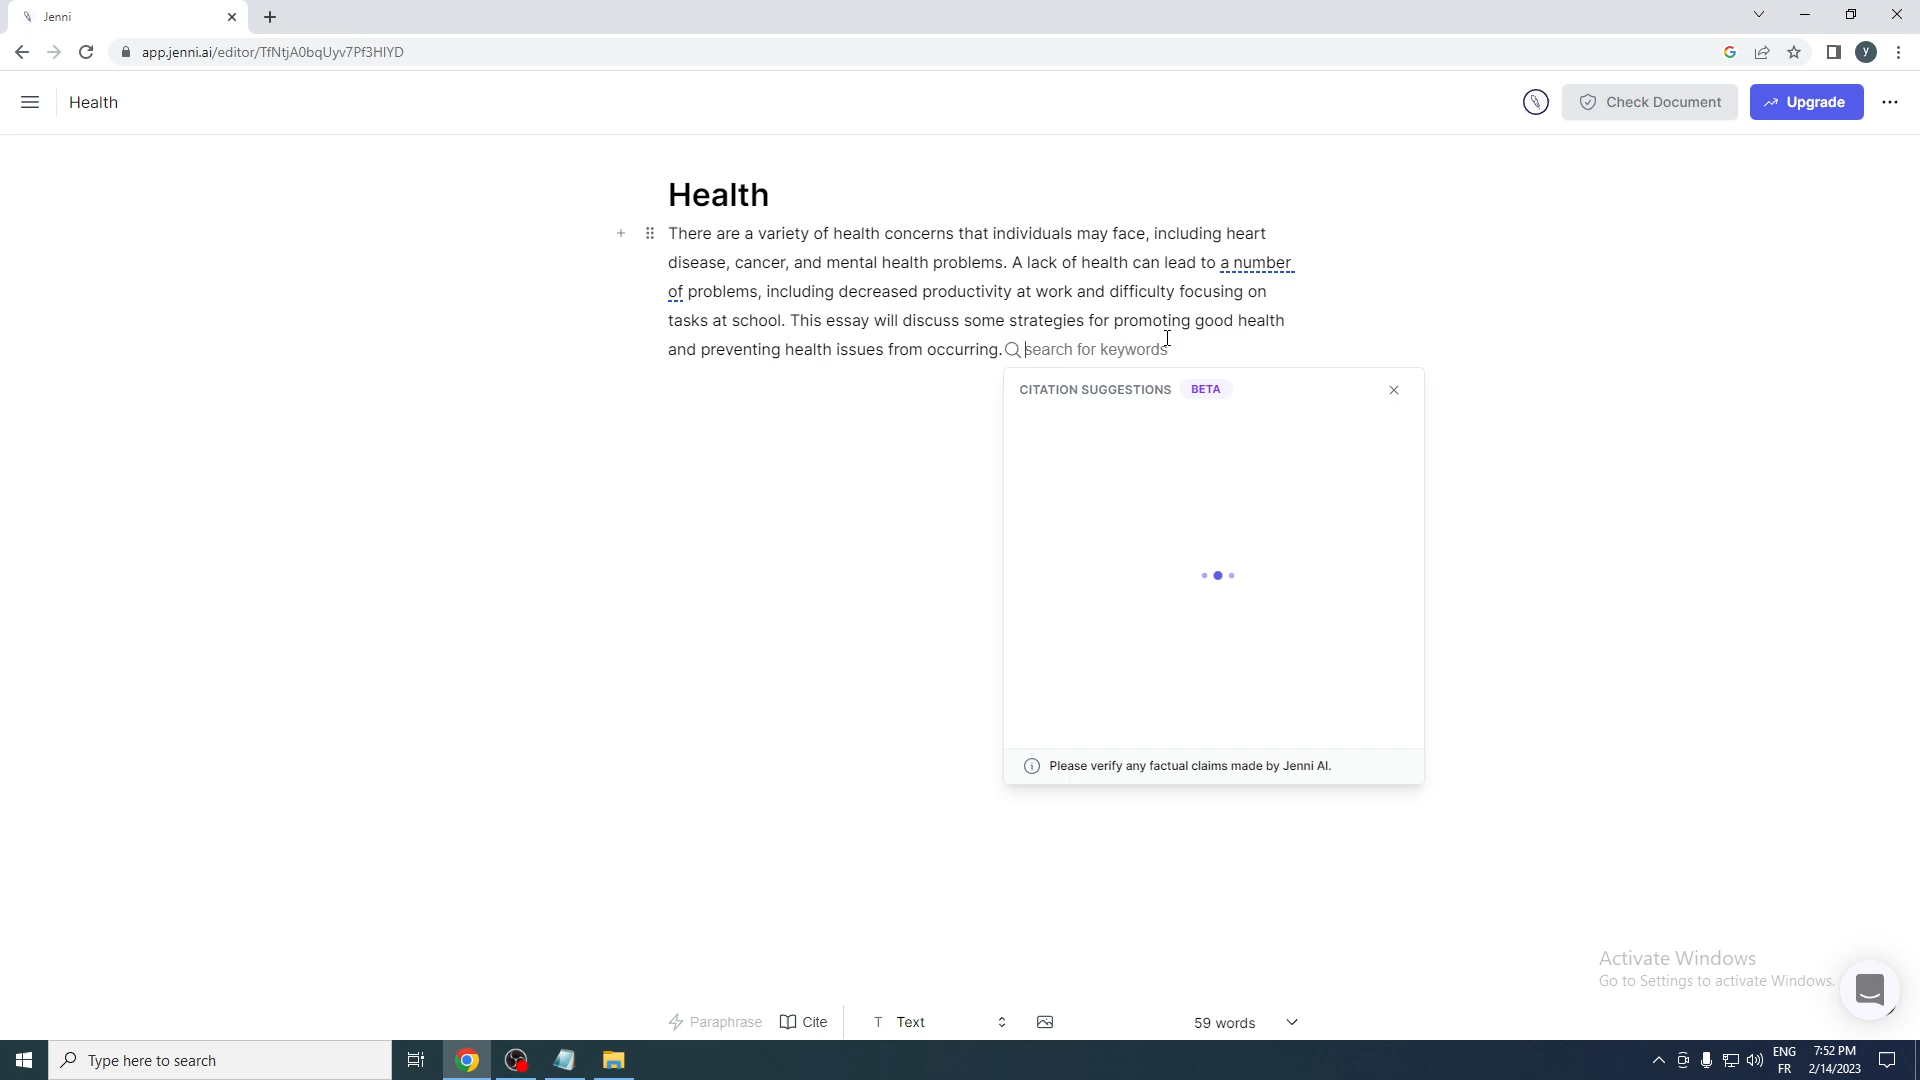 Jenni
app.jenni.ai/editor/TfNtjA0bqUyv7Pf3HIYD
y
Health
Check Document
Upgrade
Health
There are a variety of health concerns that individuals may face, including heart
disease, cancer, and mental health problems. A lack of health can lead to a number
of problems, including decreased productivity at work and difficulty focusing on
tasks at school. This essay will discuss some strategies for promoting good health
and preventing health issues from occurring. search for keywords
CITATION SUGGESTIONS BETA
Please verify any factual claims made by Jenni AI.
Activate Windows
Go to Settings to activate Windows.
Paraphrase Cite T Text 59 words
Type here to search
ENG
FR
7:52 PM
2/14/2023